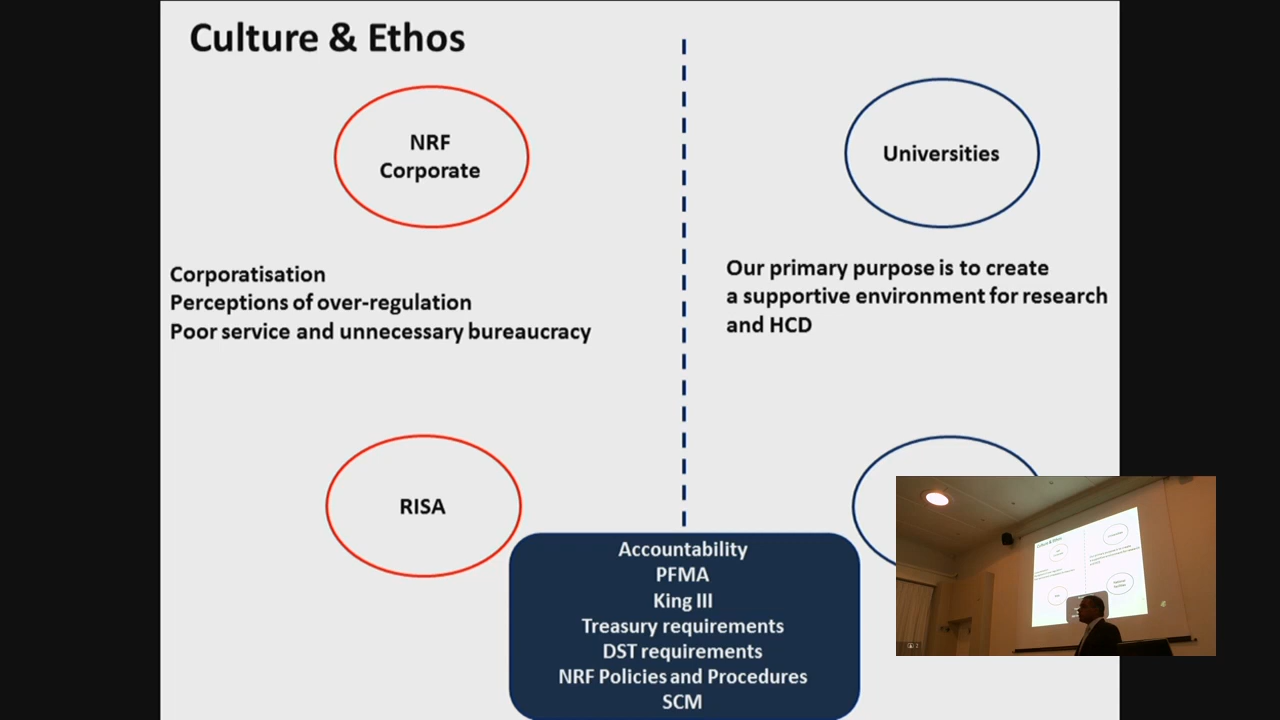 Culture & Ethos
NRF
Corporate
Universities
Corporatisation
Perceptions of over-regulation
Poor service and unnecessary bureaucracy
Our primary purpose is to create
a supportive environment for research
and HCD
RISA
Accountability
PFMA
King III
Treasury requirements
DST requirements
NRF Policies and Procedures
SCM
Culture & Ethos